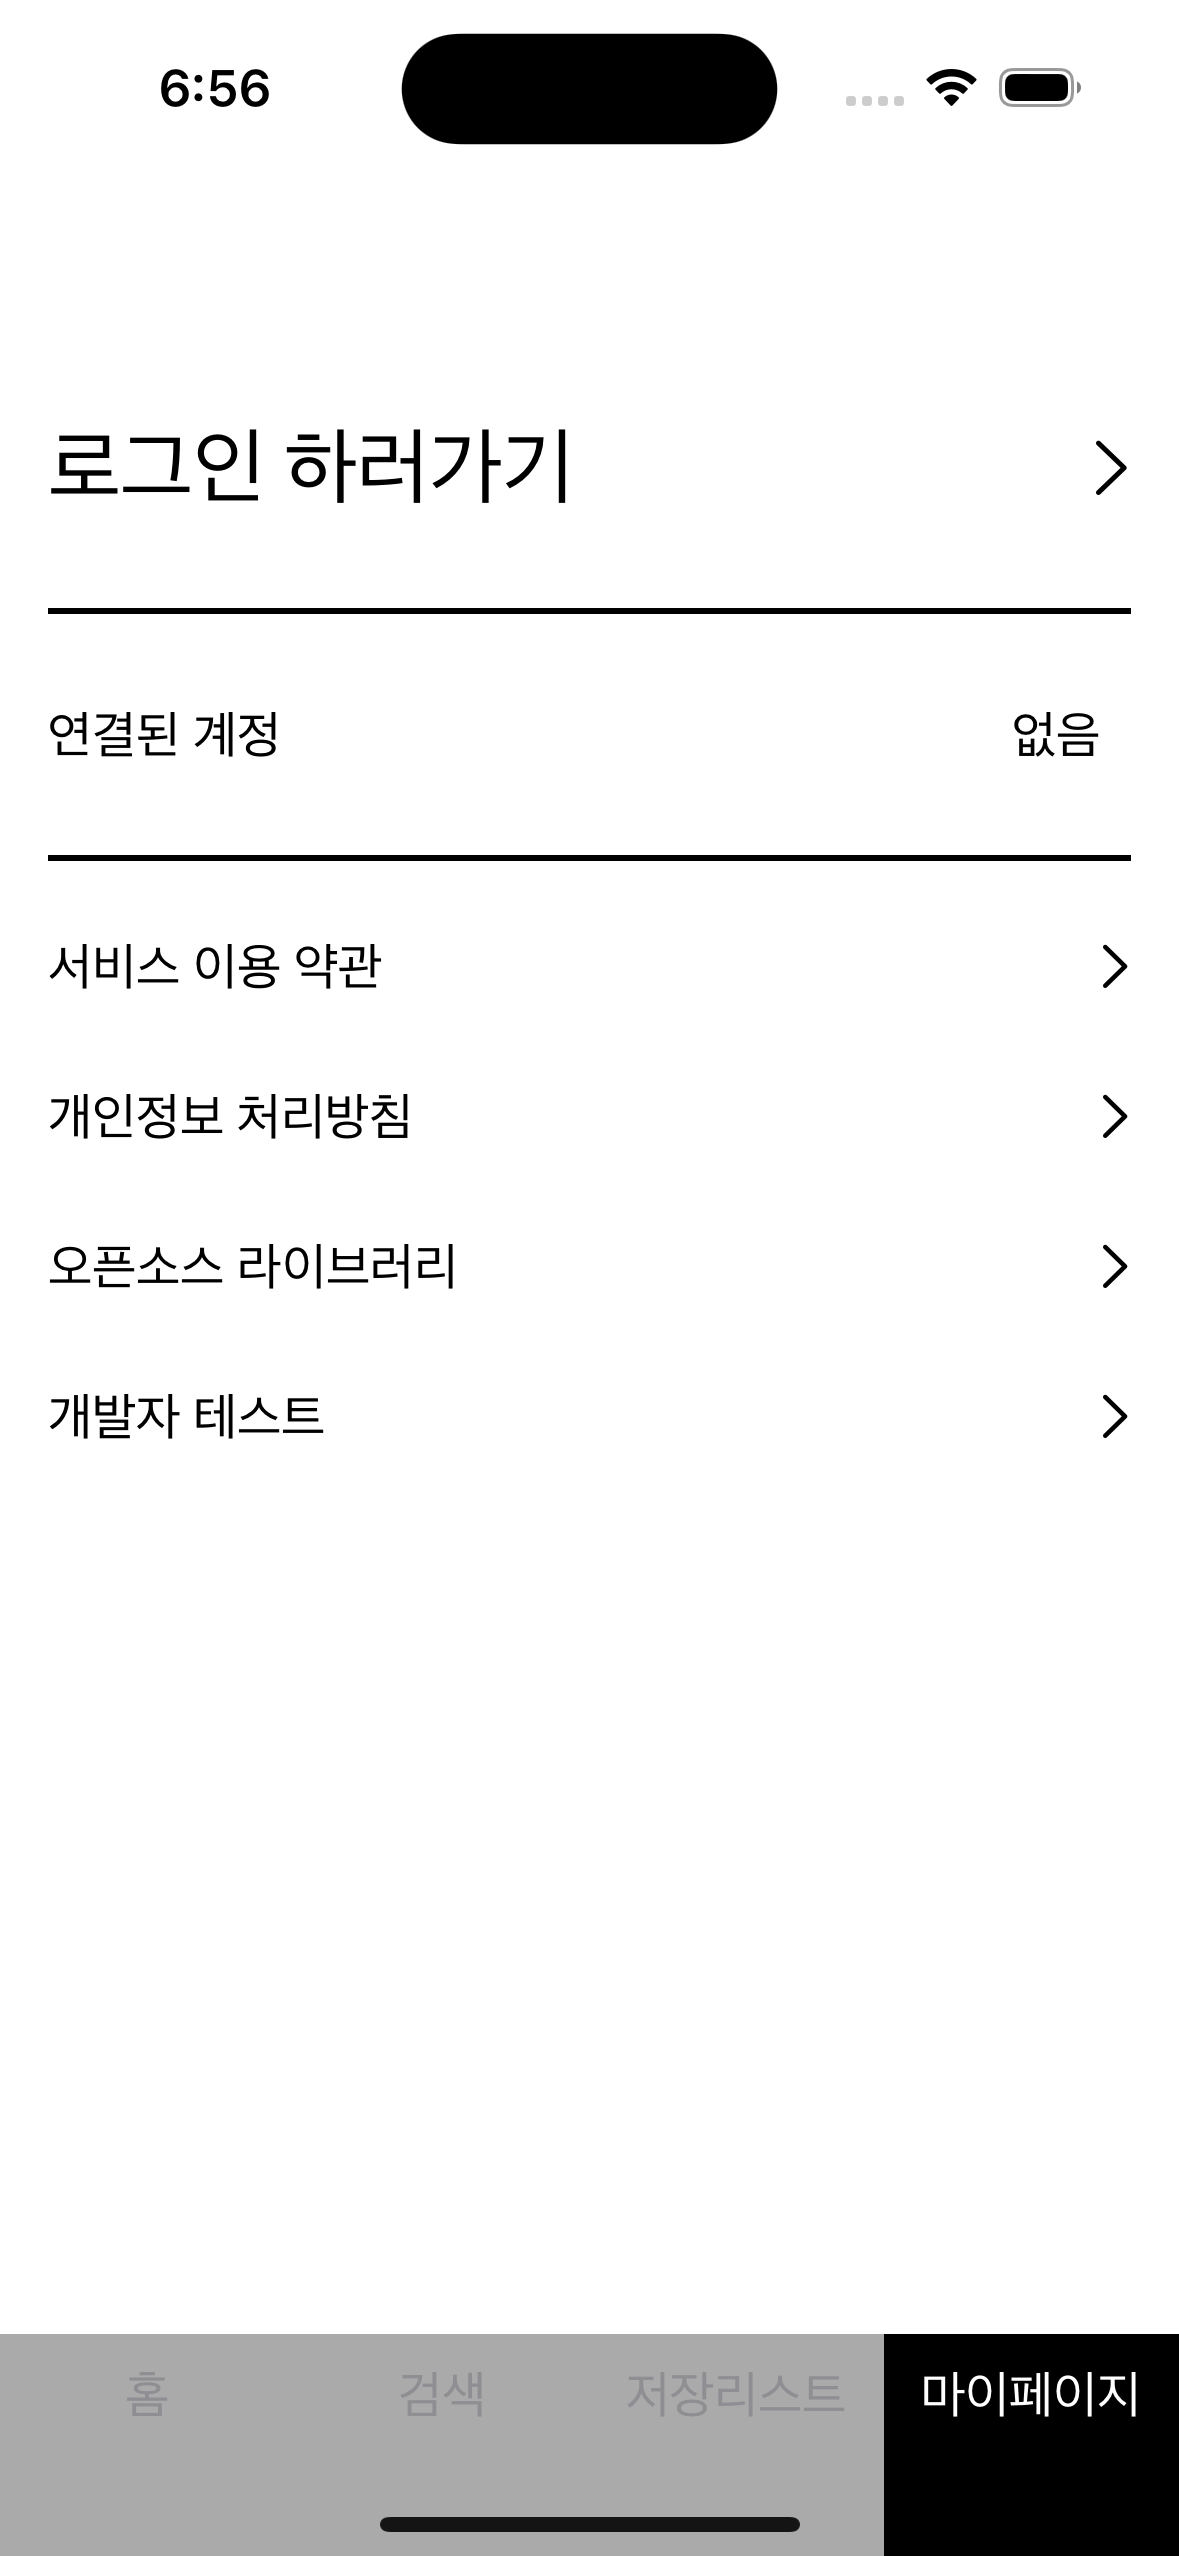 6:56
로그인 하러가기
연결된 계정 없음
서비스 이용 약관
개인정보 처리방침
오픈소스 라이브러리
개발자 테스트
홈 검색 저장리스트 마이페이지